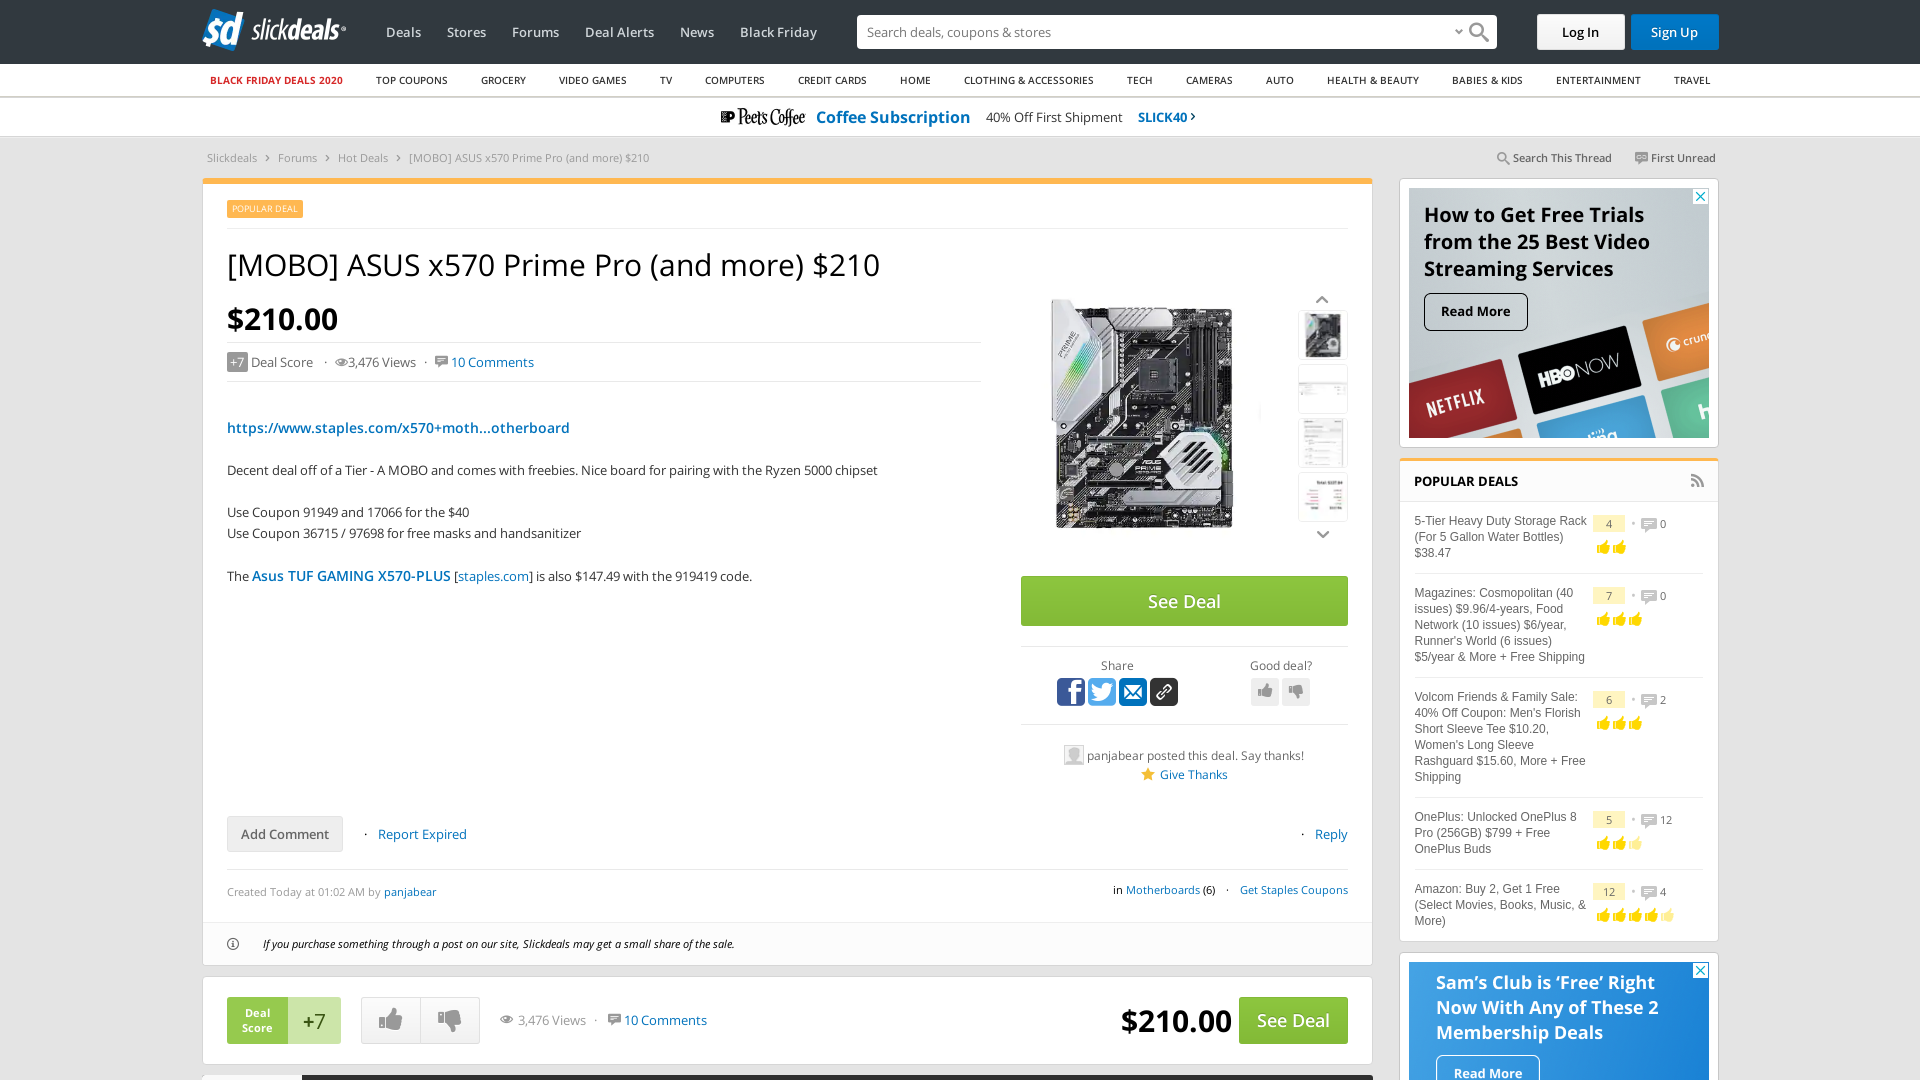 sd slickdeals
Deals Stores Forums Deal Alerts News Black Friday
Search deals, coupons & stores
Log In Sign Up
BLACK FRIDAY DEALS 2020 TOP COUPONS GROCERY VIDEO GAMES TV COMPUTERS CREDIT CARDS HOME CLOTHING & ACCESSORIES TECH CAMERAS AUTO HEALTH & BEAUTY BABIES & KIDS ENTERTAINMENT TRAVEL
Peet's Coffee Coffee Subscription 40% Off First Shipment SLICK40
Slickdeals › Forums › Hot Deals › [MOBO] ASUS x570 Prime Pro (and more) $210
Search This Thread First Unread
POPULAR DEAL
[MOBO] ASUS x570 Prime Pro (and more) $210
$210.00
+7 Deal Score · 3,476 Views · 10 Comments
https://www.staples.com/x570+moth...otherboard
Decent deal off of a Tier - A MOBO and comes with freebies. Nice board for pairing with the Ryzen 5000 chipset
Use Coupon 91949 and 17066 for the $40
Use Coupon 36715 / 97698 for free masks and handsanitizer
The Asus TUF GAMING X570-PLUS [staples.com] is also $147.49 with the 919419 code.
PRIME
ASUS
PRIME
See Deal
Share
Good deal?
panjabear posted this deal. Say thanks!
Give Thanks
Add Comment · Report Expired
· Reply
Created Today at 01:02 AM by panjabear
in Motherboards (6) · Get Staples Coupons
If you purchase something through a post on our site, Slickdeals may get a small share of the sale.
Deal
Score
+7
3,476 Views · 10 Comments
$210.00 See Deal
How to Get Free Trials
from the 25 Best Video
Streaming Services
Read More
NETFLIX
HBO NOW
crun
ling
h
POPULAR DEALS
5-Tier Heavy Duty Storage Rack
(For 5 Gallon Water Bottles)
$38.47
4 · 0
Magazines: Cosmopolitan (40
issues) $9.96/4-years, Food
Network (10 issues) $6/year,
Runner's World (6 issues)
$5/year & More + Free Shipping
7 · 0
Volcom Friends & Family Sale:
40% Off Coupon: Men's Florish
Short Sleeve Tee $10.20,
Women's Long Sleeve
Rashguard $15.60, More + Free
Shipping
6 · 2
OnePlus: Unlocked OnePlus 8
Pro (256GB) $799 + Free
OnePlus Buds
5 · 12
Amazon: Buy 2, Get 1 Free
(Select Movies, Books, Music, &
More)
12 · 4
Sam's Club is 'Free' Right
Now With Any of These 2
Membership Deals
Read More